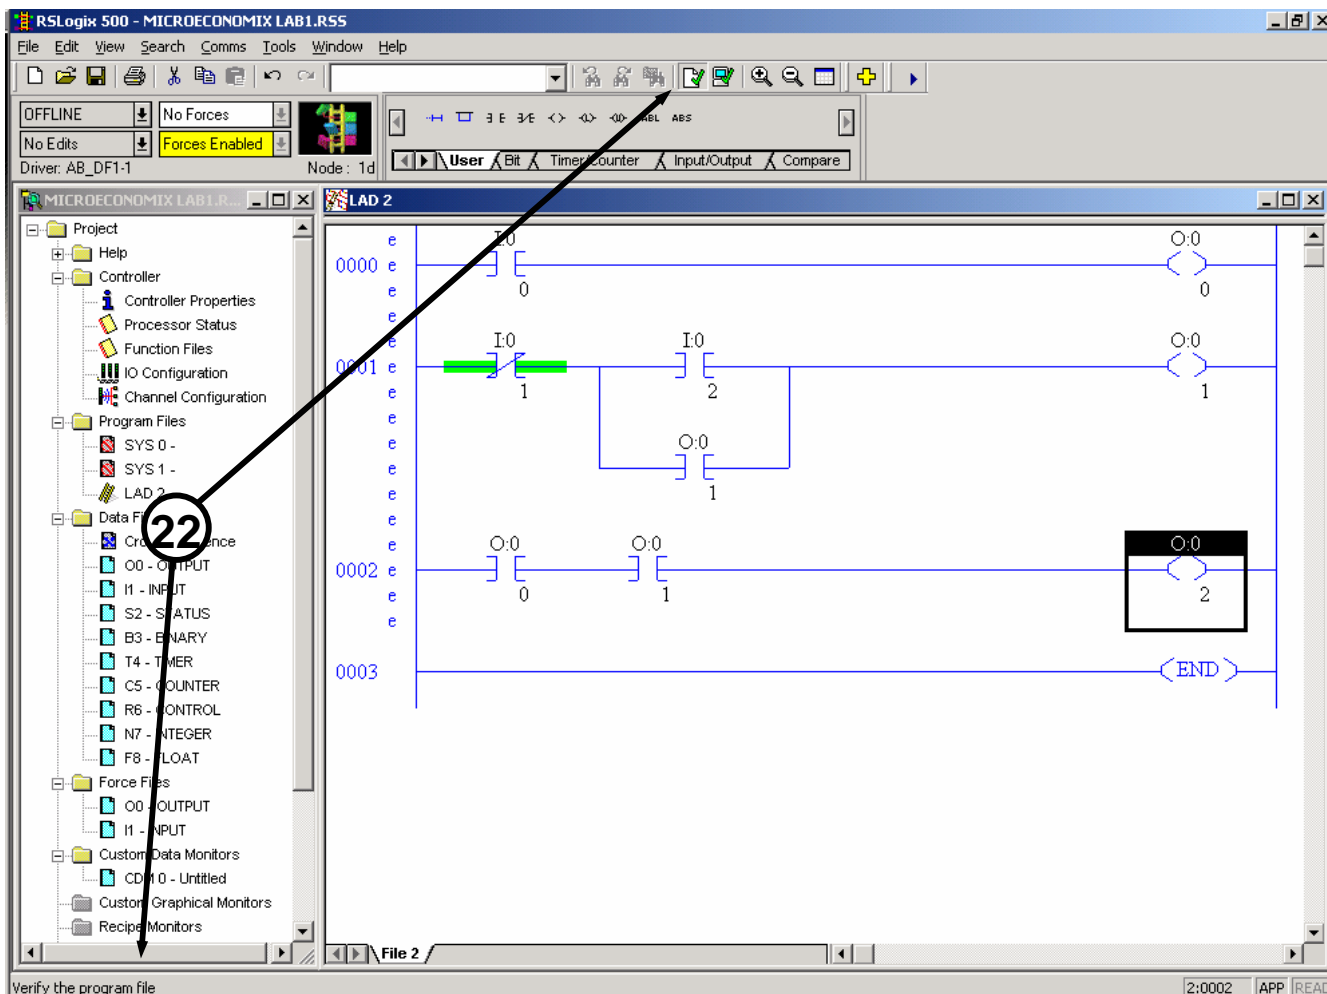 RSLogix 500 - MICROECONOMIX LAB1.RSS
File Edit View Search Comms Tools Window Help
OFFLINE No Forces
No Edits Forces Enabled
Driver: AB_DF1-1 Node: 1d
ABL ABS
User Bit Timer/Counter Input/Output Compare
MICROECONOMIX LAB1.R...
Project
Help
Controller
Controller Properties
Processor Status
Function Files
IO Configuration
Channel Configuration
Program Files
SYS 0 -
SYS 1 -
LAD 2
Data Fi
22
O0 - OUTPUT
I1 - INPUT
S2 - STATUS
B3 - BINARY
T4 - TIMER
C5 - COUNTER
R6 - CONTROL
N7 - INTEGER
F8 - FLOAT
Force Files
O0 - OUTPUT
I1 - INPUT
Custom Data Monitors
CDM 0 - Untitled
Custom Graphical Monitors
Recipe Monitors
LAD 2
e I:0 O:0
0000 e
e 0 0
e
e I:0 I:0 O:0
0001 e
e 1 2 1
e
e O:0
e
e 1
e
e O:0 O:0 O:0
0002 e
e 0 1 2
e
0003 END
File 2
Verify the program file 2:0002 APP READ